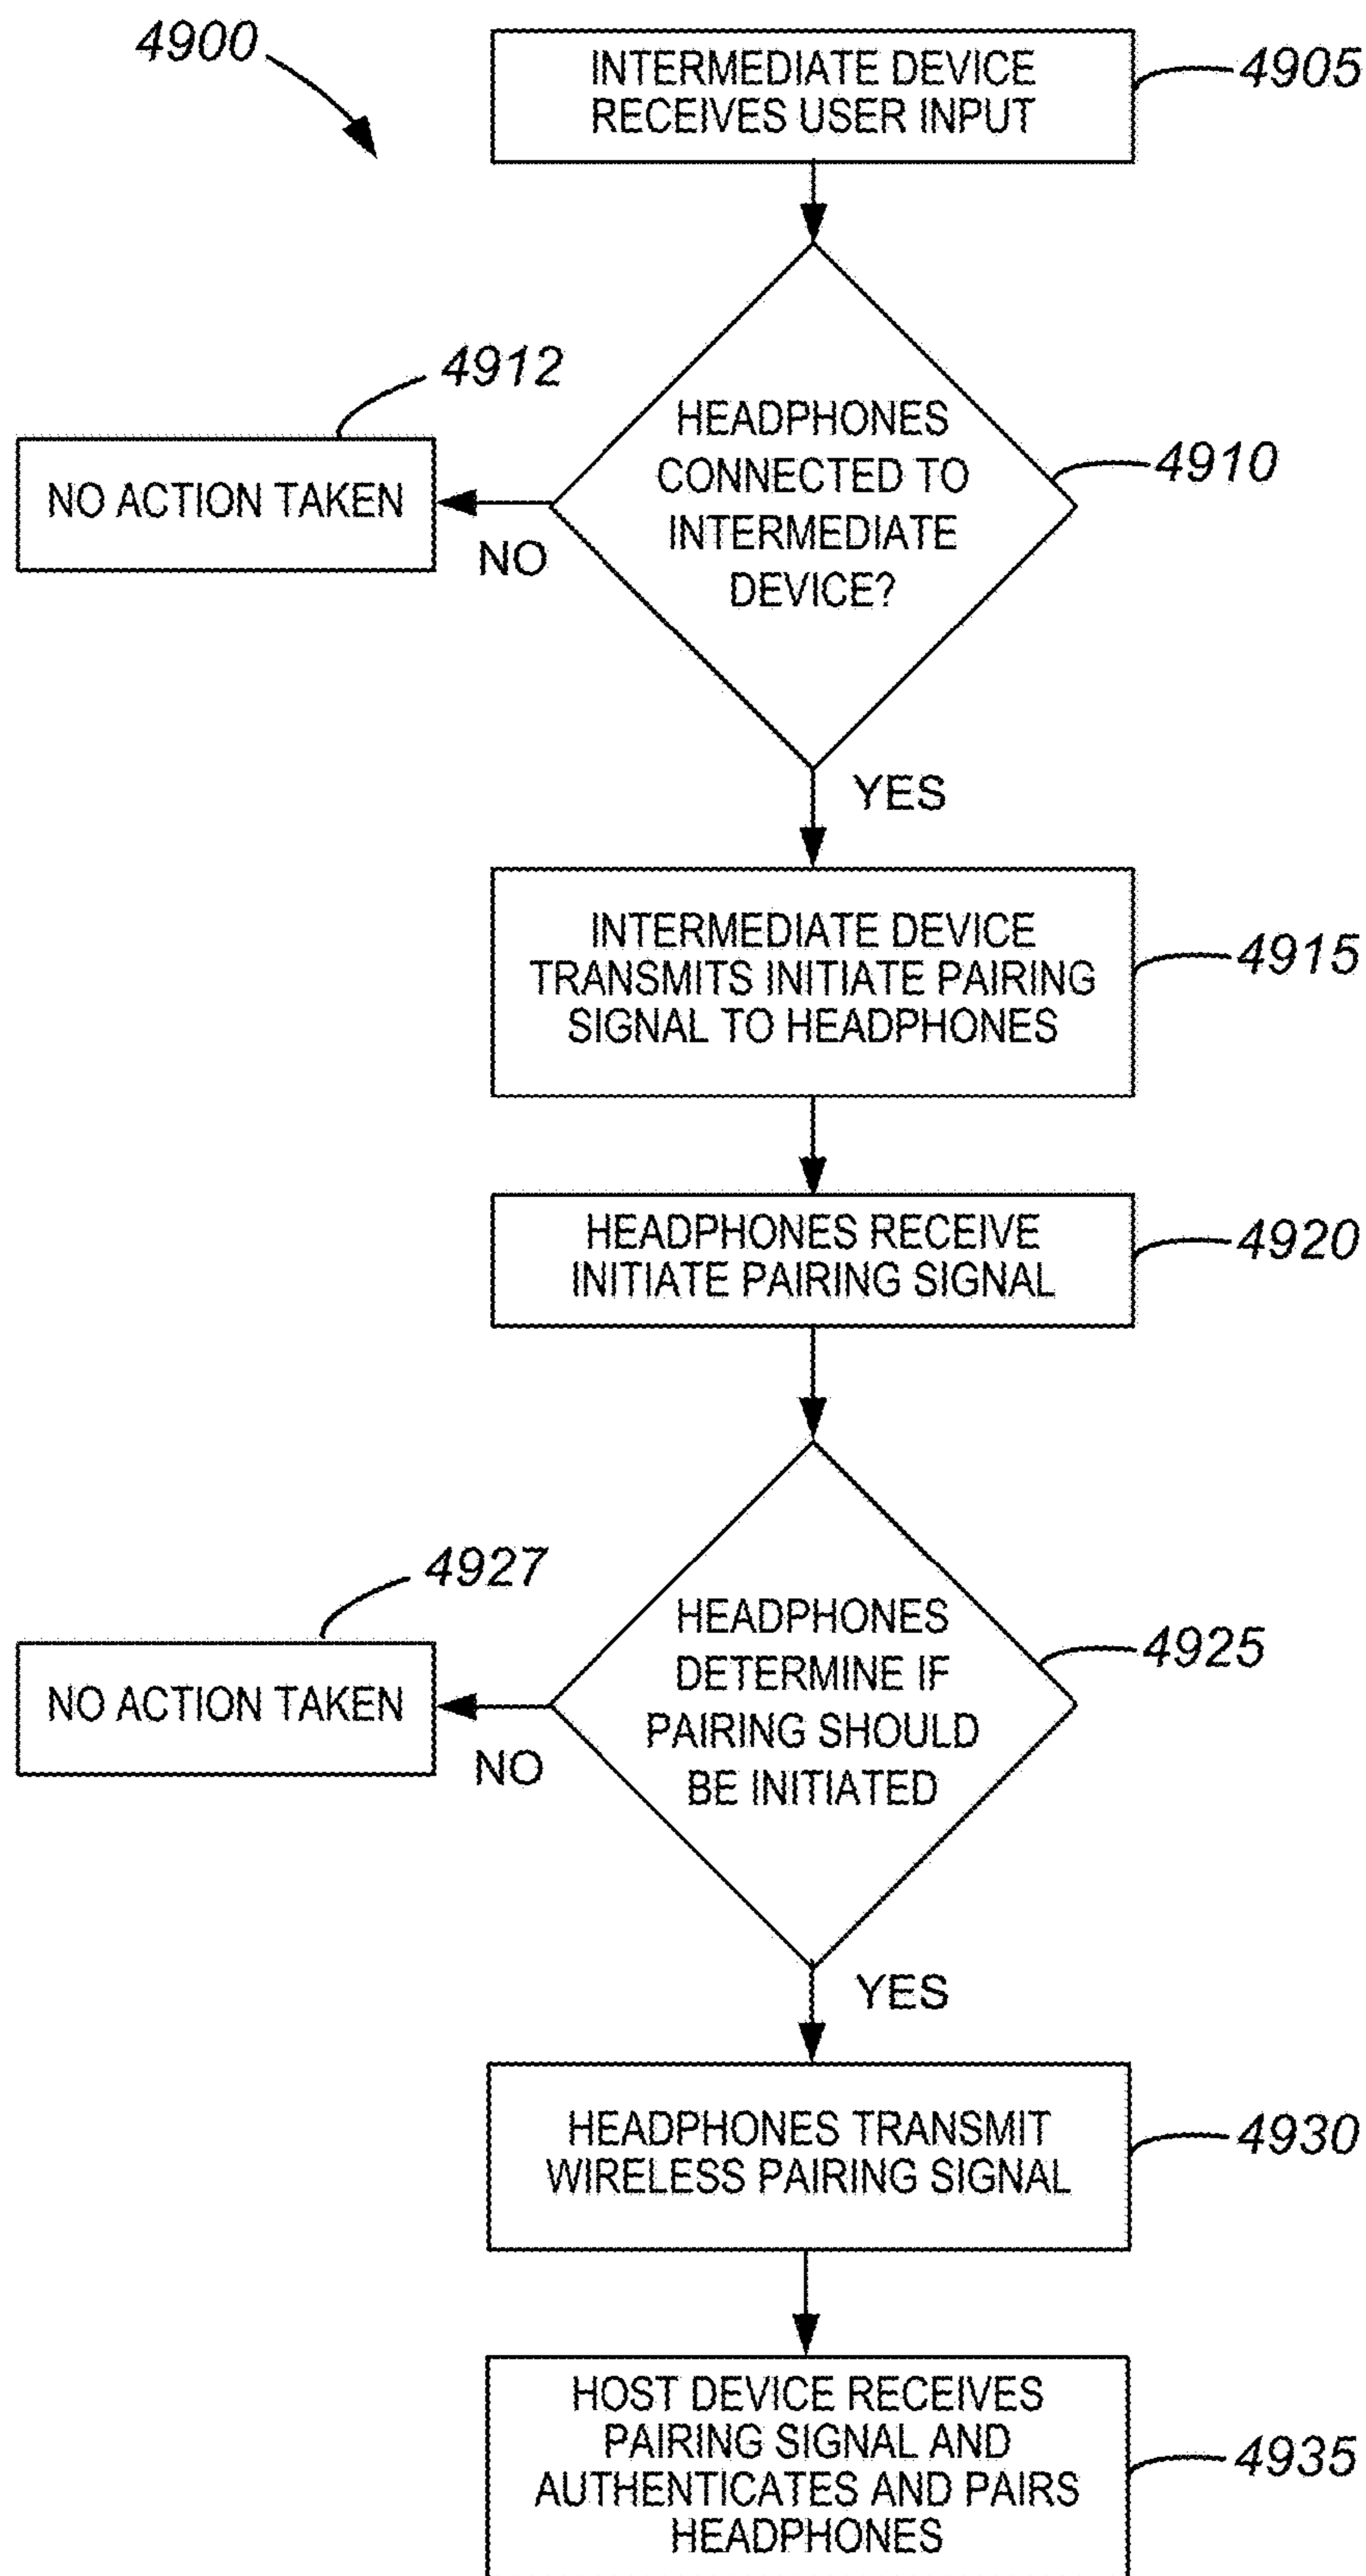 4900
INTERMEDIATE DEVICE
RECEIVES USER INPUT
4905
4912
HEADPHONES
CONNECTED TO
INTERMEDIATE
DEVICE?
4910
NO ACTION TAKEN
NO
YES
INTERMEDIATE DEVICE
TRANSMITS INITIATE PAIRING
SIGNAL TO HEADPHONES
4915
HEADPHONES RECEIVE
INITIATE PAIRING SIGNAL
4920
4927
HEADPHONES
DETERMINE IF
PAIRING SHOULD
BE INITIATED
4925
NO ACTION TAKEN
NO
YES
HEADPHONES TRANSMIT
WIRELESS PAIRING SIGNAL
4930
HOST DEVICE RECEIVES
PAIRING SIGNAL AND
AUTHENTICATES AND PAIRS
HEADPHONES
4935